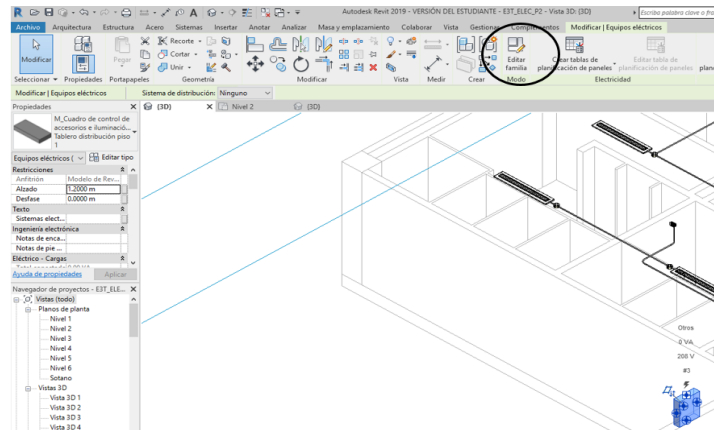 Autodesk Revit 2019 - VERSIÓN DEL ESTUDIANTE - E3T_ELEC_P2 - Vista 3D: {3D}
Escriba palabra clave o fra
Archivo Arquitectura Estructura Acero Sistemas Insertar Anotar Analizar Masa y emplazamiento Colaborar Vista Gestionar Complementos Modificar | Equipos eléctricos
Modificar
Pegar
Recorte
Cortar
Unir
Editar familia
Crear tablas de planificación de paneles
Editar tabla de planificación de paneles
Seleccionar Propiedades Portapapeles Geometría Modificar Vista Medir Crear Modo Electricidad
Modificar | Equipos eléctricos Sistema de distribución: Ninguno
Propiedades
{3D} Nivel 2 {3D}
M_Cuadro de control de
accesorios e iluminació...
Tablero distribución piso
1
Equipos eléctricos ( Editar tipo
Restricciones
Anfitrión Modelo de Rev...
Alzado 1.2000 m
Desfase 0.0000 m
Texto
Sistemas elect...
Ingeniería electrónica
Notas de enca...
Notas de pie ...
Eléctrico - Cargas
Ayuda de propiedades Aplicar
Navegador de proyectos - E3T_ELE...
Vistas (todo)
Planos de planta
Nivel 1
Nivel 2
Nivel 3
Nivel 4
Nivel 5
Nivel 6
Sotano
Vistas 3D
Vista 3D 1
Vista 3D 2
Vista 3D 3
Vista 3D 4
Otros
0 VA
208 V
#3